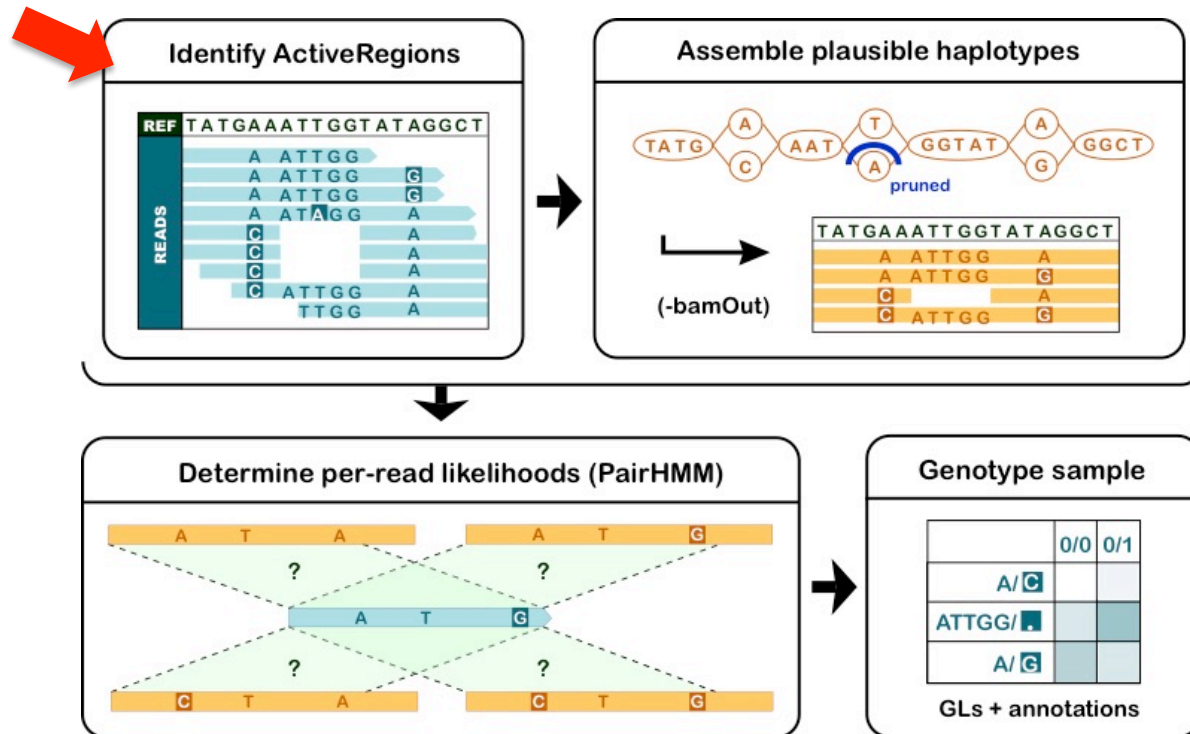 Identify ActiveRegions
REF TATGAAATTGGTATAGGCT
READS
A ATTGG
A ATTGG G
A ATTGG G
A ATAGG A
C A
C A
C A
C ATTGG A
TTGG A
Assemble plausible haplotypes
A T A
TATG AAT GGTAT GGCT
C A G
pruned
(-bamOut)
TATGAAATTGGTATAGGCT
A ATTGG A
A ATTGG G
C A
C ATTGG G
Determine per-read likelihoods (PairHMM)
A T A A T G
? ?
A T G
? ?
C T A C T G
Genotype sample
0/0 0/1
A/C
ATTGG/.
A/G
GLs + annotations